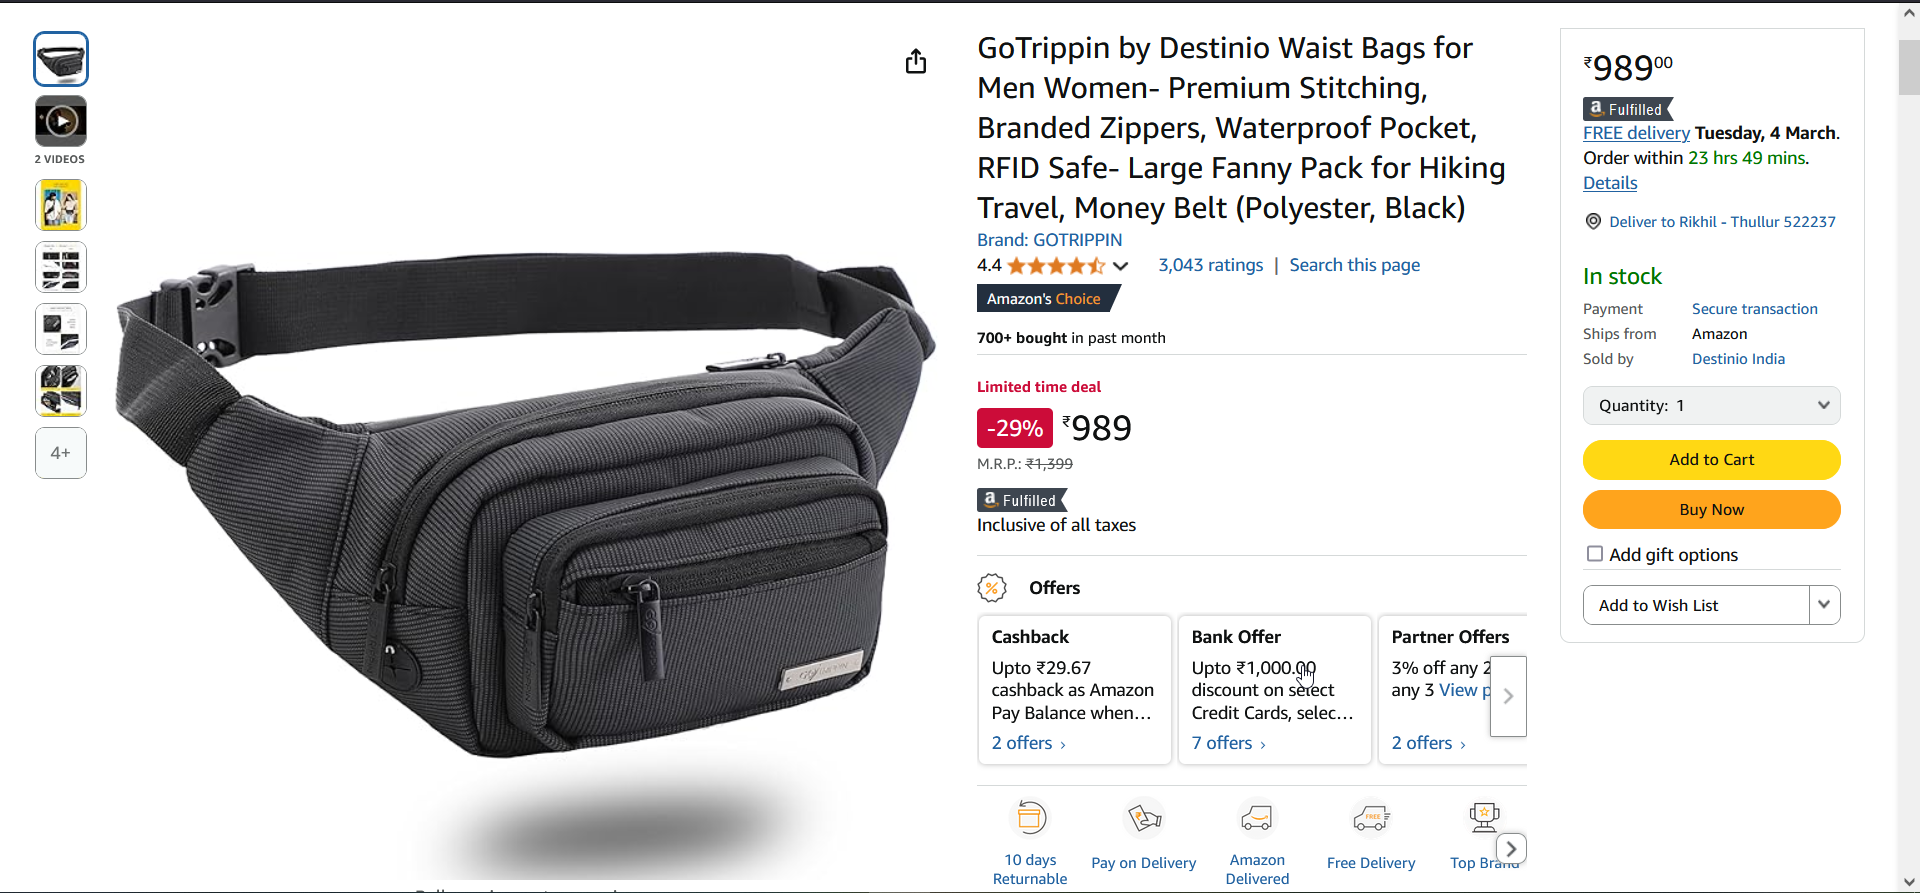 2 VIDEOS
4+
GoTrippin by Destinio Waist Bags for
Men Women- Premium Stitching,
Branded Zippers, Waterproof Pocket,
RFID Safe- Large Fanny Pack for Hiking
Travel, Money Belt (Polyester, Black)
Brand: GOTRIPPIN
4.4 3,043 ratings | Search this page
Amazon's Choice
700+ bought in past month
Limited time deal
-29% ₹989
M.R.P.: ₹1,399
a Fulfilled
Inclusive of all taxes
Offers
Cashback
Upto ₹29.67
cashback as Amazon
Pay Balance when...
2 offers ›
Bank Offer
Upto ₹1,000.00
discount on select
Credit Cards, selec...
7 offers ›
Partner Offers
3% off any 2
any 3 View p
2 offers ›
10 days
Returnable
Pay on Delivery
Amazon
Delivered
FREE
Free Delivery
Top Brand
₹98900
a Fulfilled
FREE delivery Tuesday, 4 March.
Order within 23 hrs 49 mins.
Details
Deliver to Rikhil - Thullur 522237
In stock
Payment Secure transaction
Ships from Amazon
Sold by Destinio India
Quantity: 1
Add to Cart
Buy Now
Add gift options
Add to Wish List